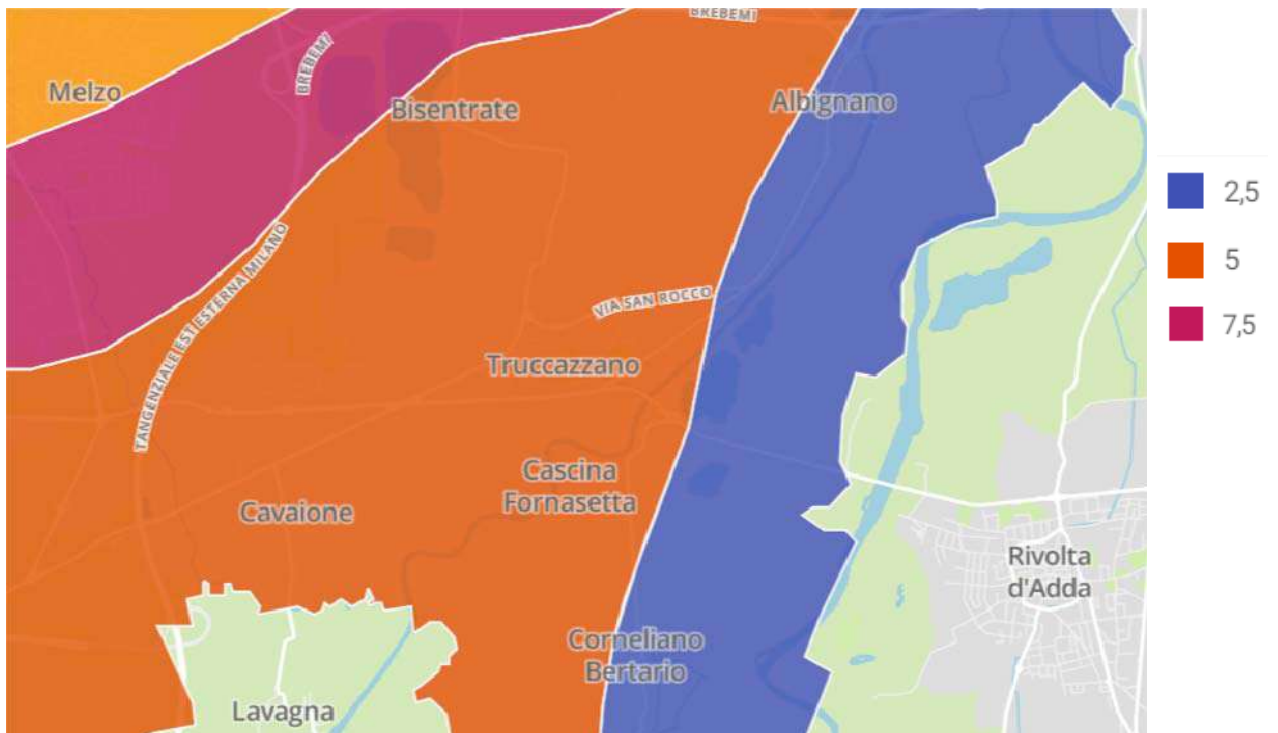 BREBEMI
BREBEMI
Melzo
Bisentrate
Albignano
2,5
5
7,5
TANGENZIALE EST ESTERNA MILANO
VIA SAN ROCCO
Truccazzano
Cascina
Fornasetta
Cavaione
Rivolta
d'Adda
Corneliano
Bertario
Lavagna